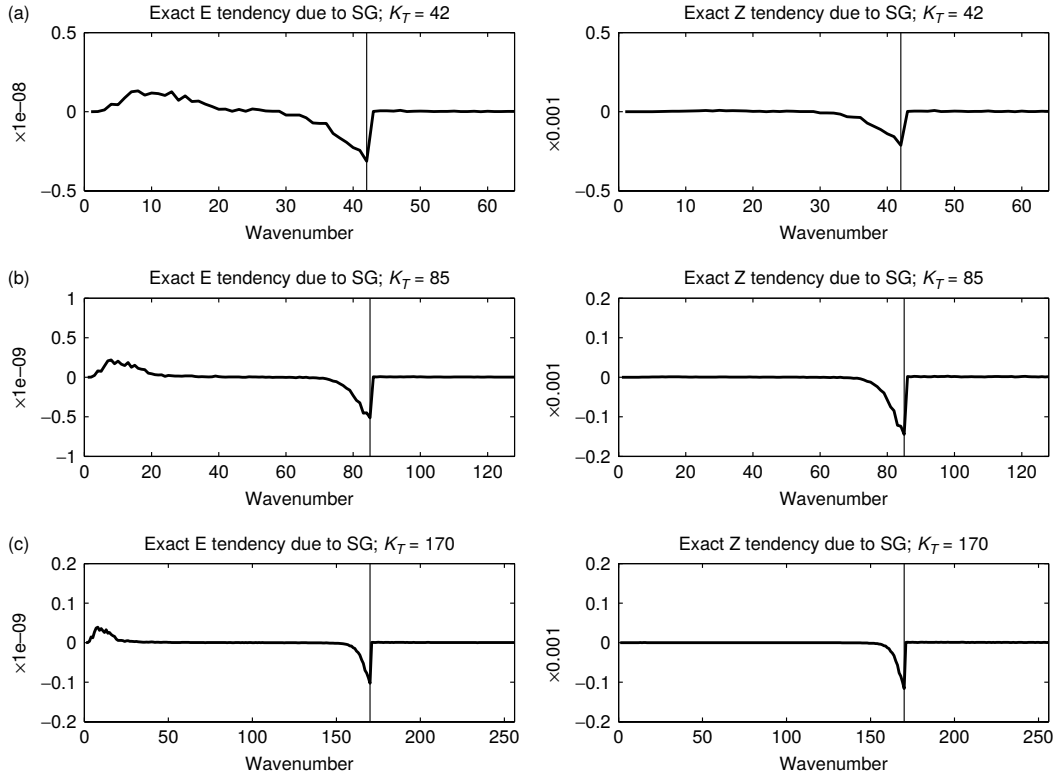 (a)
Exact E tendency due to SG; K_T = 42
0.5
0
−0.5
×1e−08
0 10 20 30 40 50 60
Wavenumber
Exact Z tendency due to SG; K_T = 42
0.5
0
−0.5
×0.001
0 10 20 30 40 50 60
Wavenumber
(b)
Exact E tendency due to SG; K_T = 85
1
0.5
0
−0.5
−1
×1e−09
0 20 40 60 80 100 120
Wavenumber
Exact Z tendency due to SG; K_T = 85
0.2
0.1
0
−0.1
−0.2
×0.001
0 20 40 60 80 100 120
Wavenumber
(c)
Exact E tendency due to SG; K_T = 170
0.2
0.1
0
−0.1
−0.2
×1e−09
0 50 100 150 200 250
Wavenumber
Exact Z tendency due to SG; K_T = 170
0.2
0.1
0
−0.1
−0.2
×0.001
0 50 100 150 200 250
Wavenumber